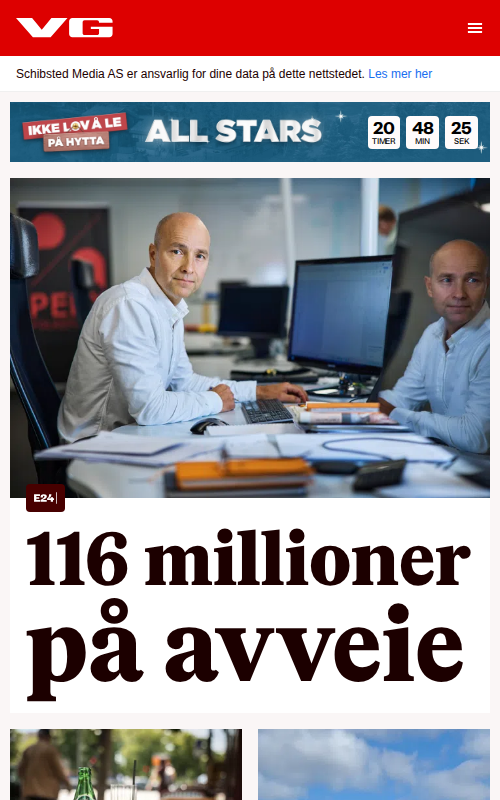 VG
Schibsted Media AS er ansvarlig for dine data på dette nettstedet. Les mer her
IKKE LOV Å LE
PÅ HYTTA
ALL STARS
20
TIMER
48
MIN
25
SEK
E24
116 millioner
på avveie